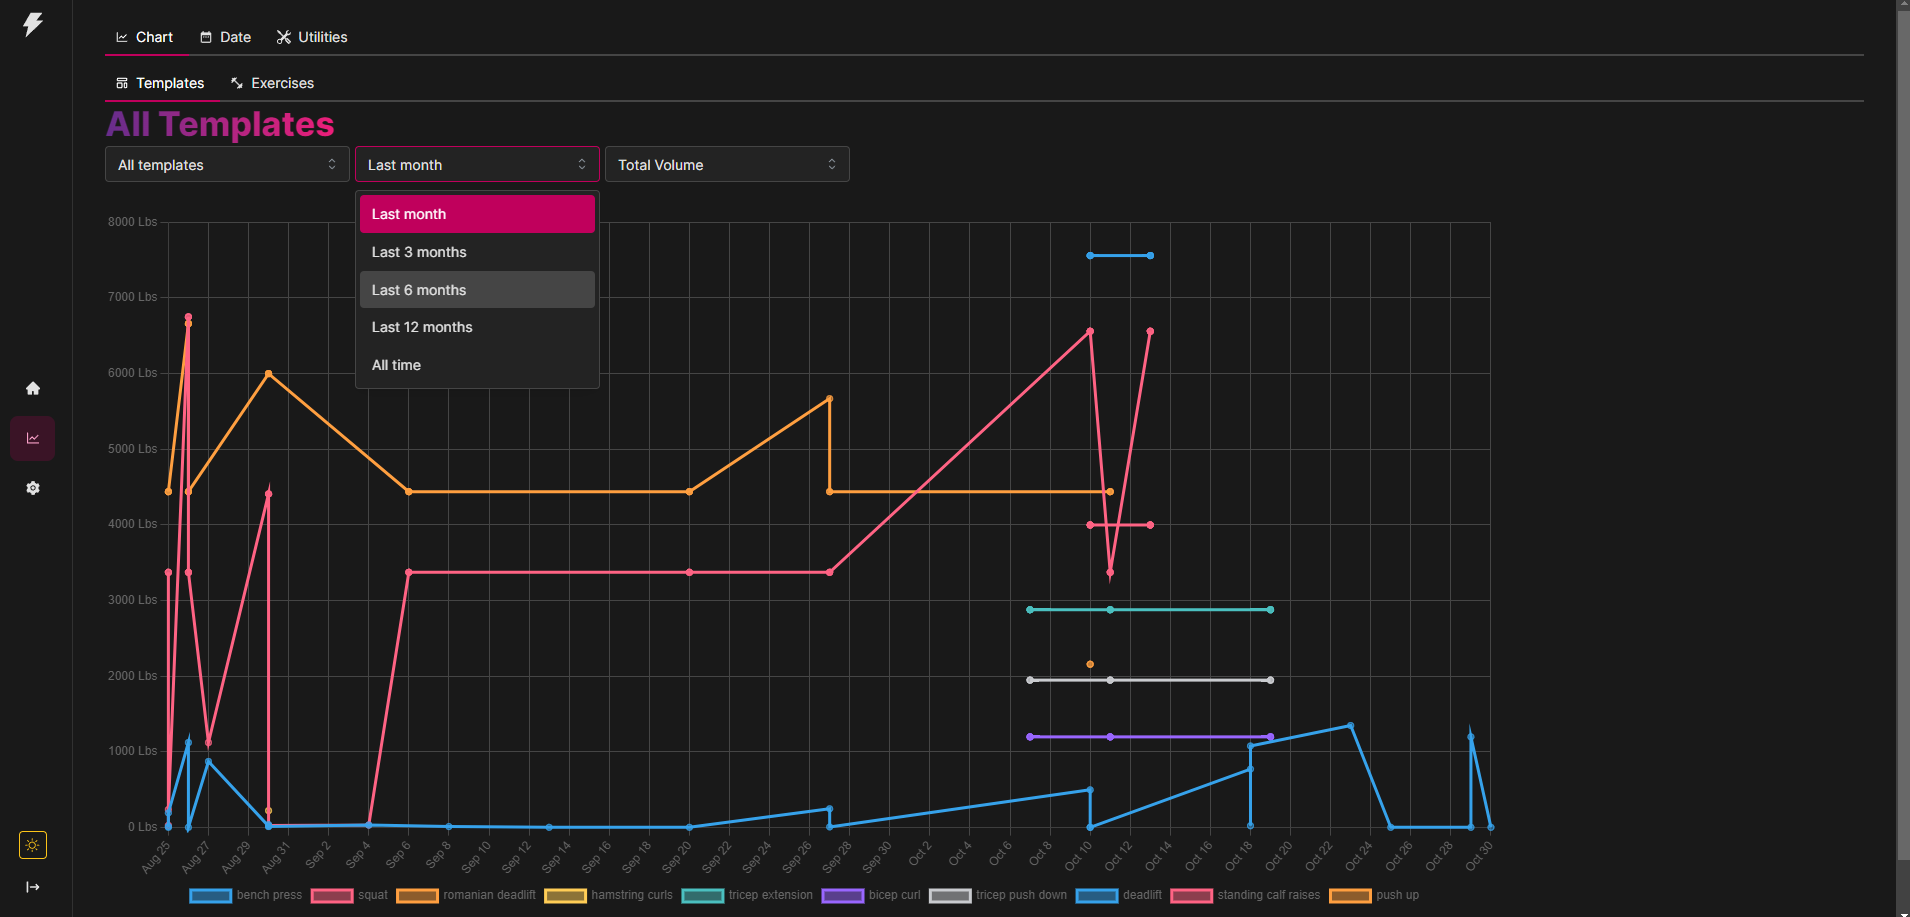 Chart Date Utilities
Templates Exercises
All Templates
All templates Last month Total Volume
Last month
Last 3 months
Last 6 months
Last 12 months
All time
8000 Lbs
7000 Lbs
6000 Lbs
5000 Lbs
4000 Lbs
3000 Lbs
2000 Lbs
1000 Lbs
0 Lbs
Aug 25 Aug 27 Aug 29 Aug 31 Sep 2 Sep 4 Sep 6 Sep 8 Sep 10 Sep 12 Sep 14 Sep 16 Sep 18 Sep 20 Sep 22 Sep 24 Sep 26 Sep 28 Sep 30 Oct 2 Oct 4 Oct 6 Oct 8 Oct 10 Oct 12 Oct 14 Oct 16 Oct 18 Oct 20 Oct 22 Oct 24 Oct 26 Oct 28 Oct 30
bench press squat romanian deadlift hamstring curls tricep extension bicep curl tricep push down deadlift standing calf raises push up